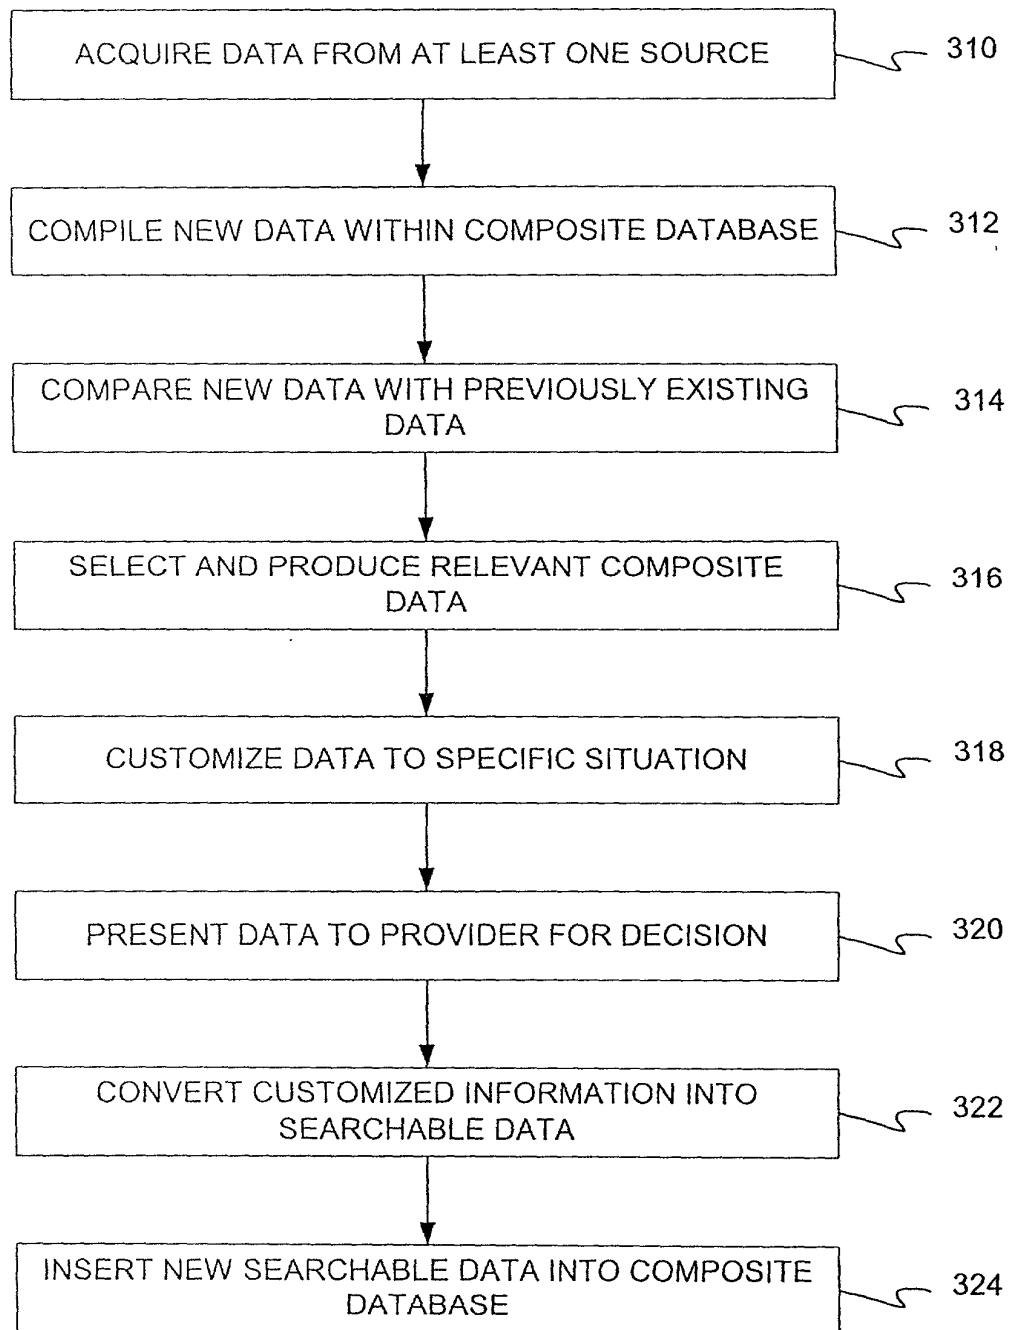 ACQUIRE DATA FROM AT LEAST ONE SOURCE
310
COMPILE NEW DATA WITHIN COMPOSITE DATABASE
312
COMPARE NEW DATA WITH PREVIOUSLY EXISTING
DATA
314
SELECT AND PRODUCE RELEVANT COMPOSITE
DATA
316
CUSTOMIZE DATA TO SPECIFIC SITUATION
318
PRESENT DATA TO PROVIDER FOR DECISION
320
CONVERT CUSTOMIZED INFORMATION INTO
SEARCHABLE DATA
322
INSERT NEW SEARCHABLE DATA INTO COMPOSITE
DATABASE
324